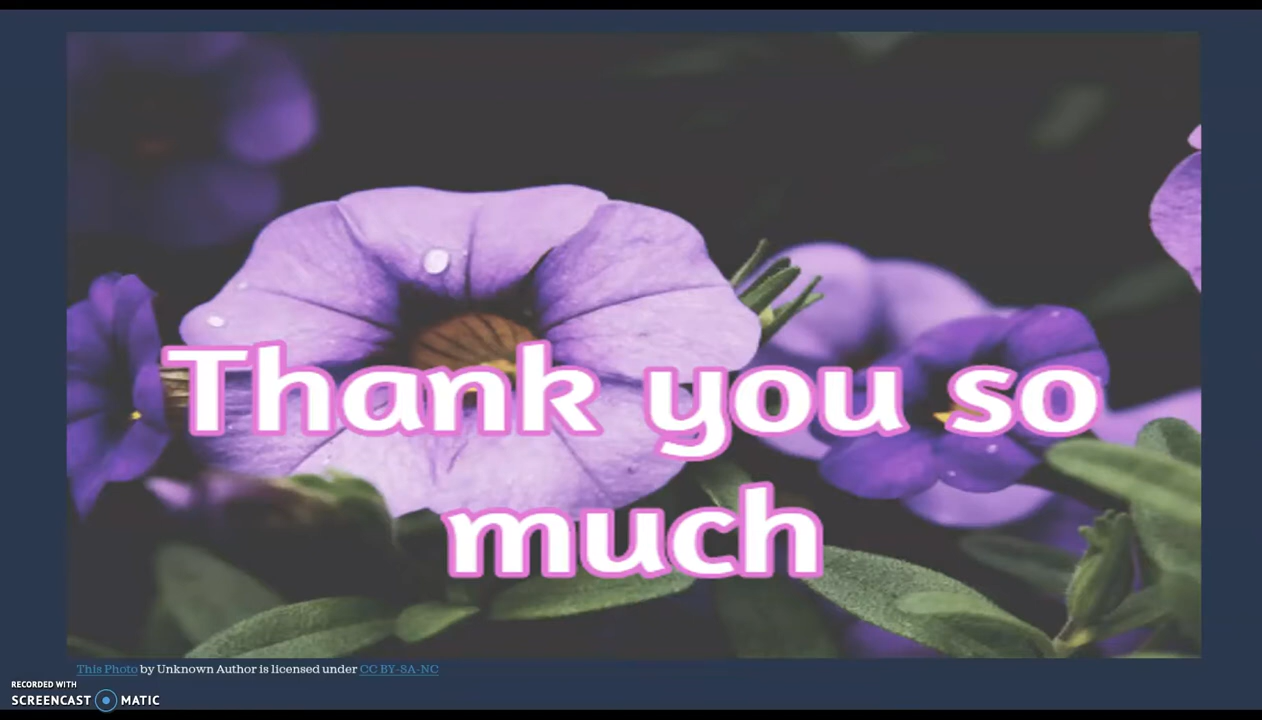 Thank you so
much
This Photo by Unknown Author is licensed under CC BY-SA-NC
RECORDED WITH
SCREENCAST MATIC